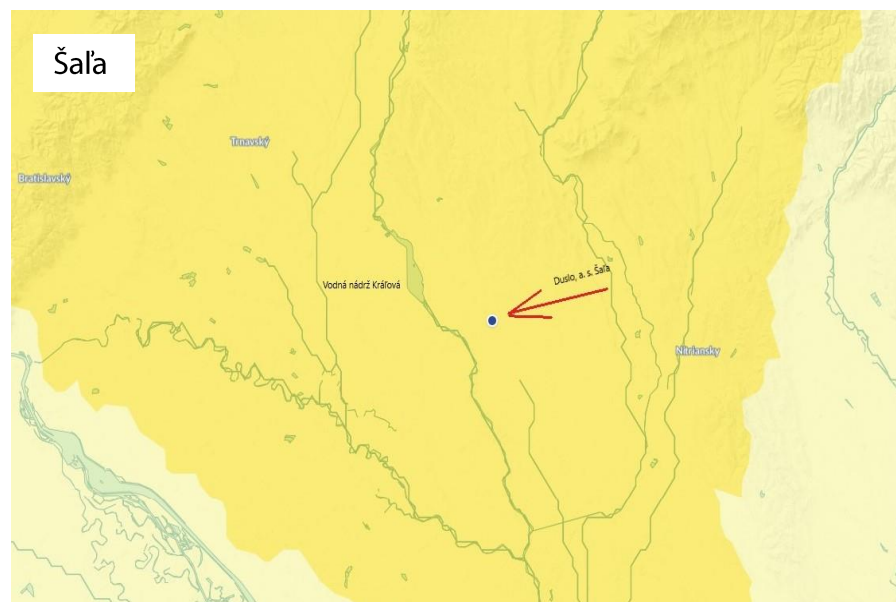 Šaľa
Trnavský
Bratislavský
Duslo, a. s. Šaľa
Vodná nádrž Kráľová
Nitriansky